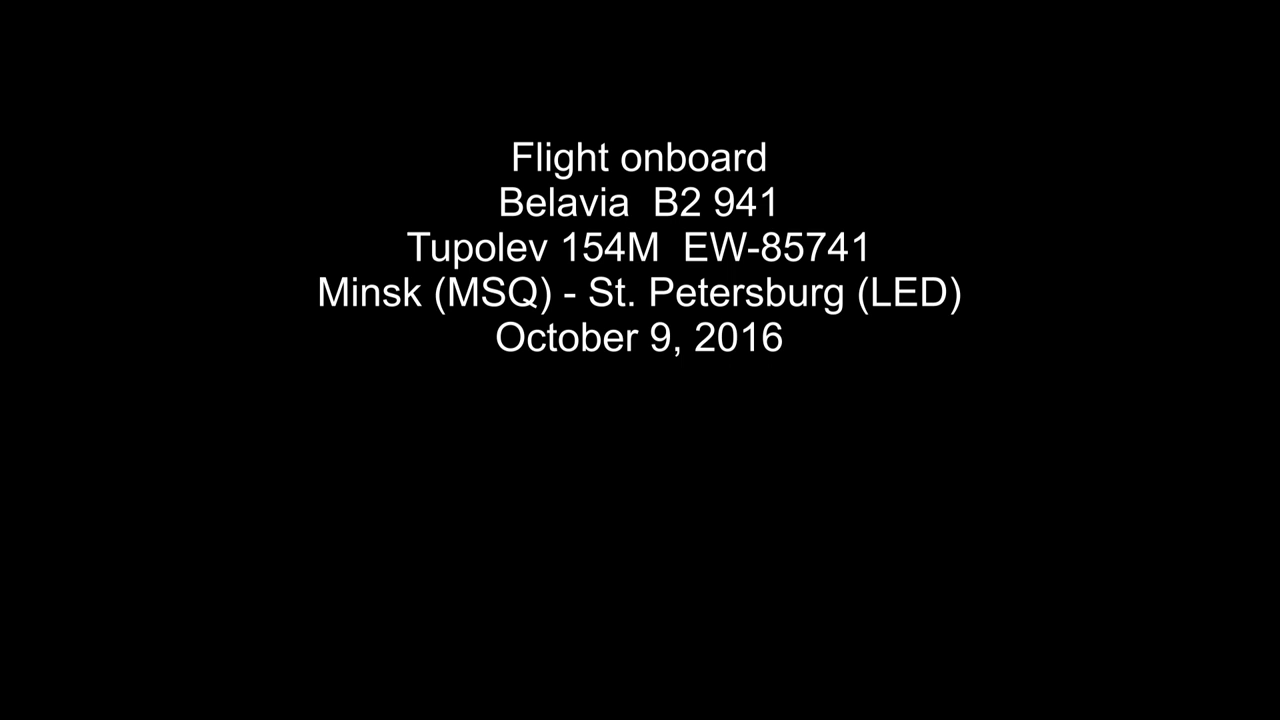 Flight onboard
Belavia  B2 941
Tupolev 154M  EW-85741
Minsk (MSQ) - St. Petersburg (LED)
October 9, 2016